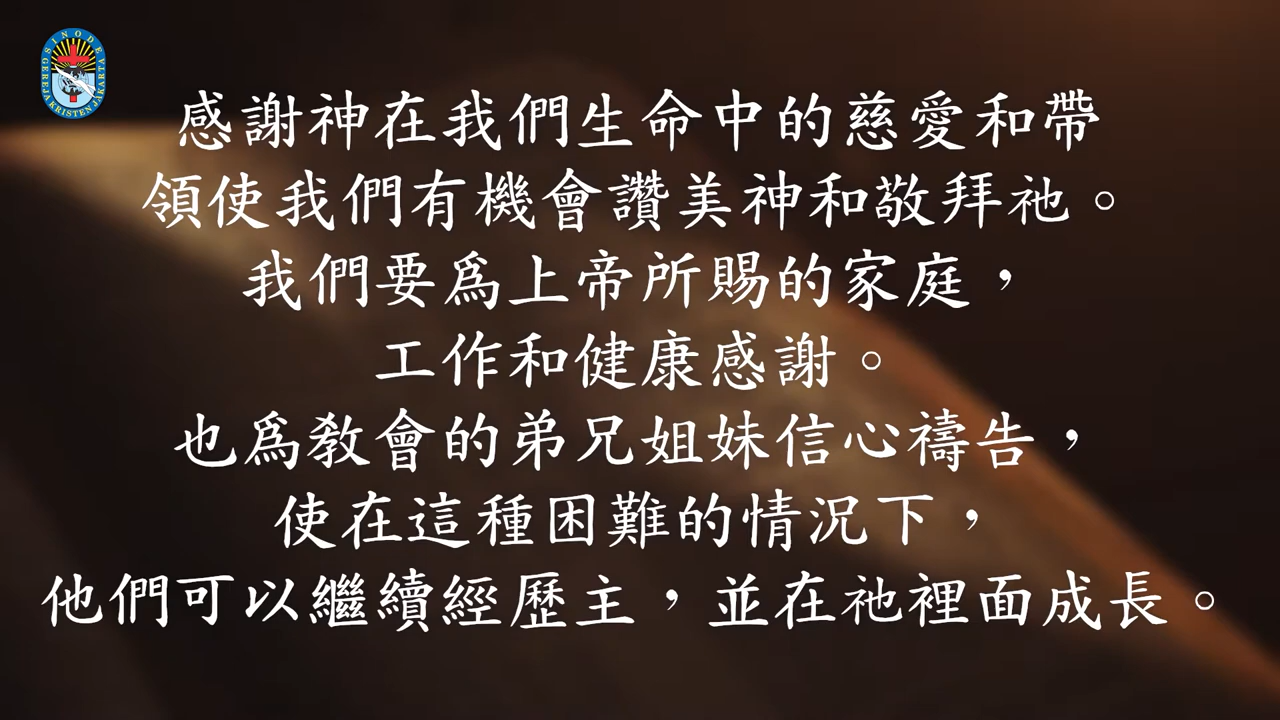 SINODE GEREJA KRISTEN JAKARTA
感謝神在我們生命中的慈愛和帶
領使我們有機會讚美神和敬拜祂。
我們要爲上帝所賜的家庭，
工作和健康感謝。
也爲教會的弟兄姐妹信心禱告，
使在這種困難的情況下，
他們可以繼續經歷主，並在祂裡面成長。